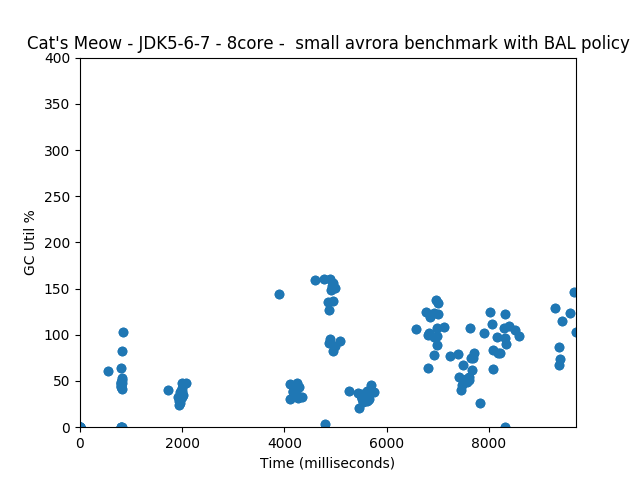 Cat's Meow - JDK5-6-7 - 8core -  small avrora benchmark with BAL policy
400
350
300
250
200
150
100
50
0
GC Util %
0 2000 4000 6000 8000
Time (milliseconds)